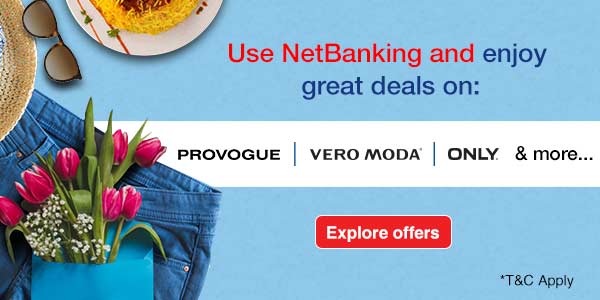 Use NetBanking and enjoy
great deals on:
PROVOGUE | VERO MODA® | ONLY. & more...
Explore offers
*T&C Apply